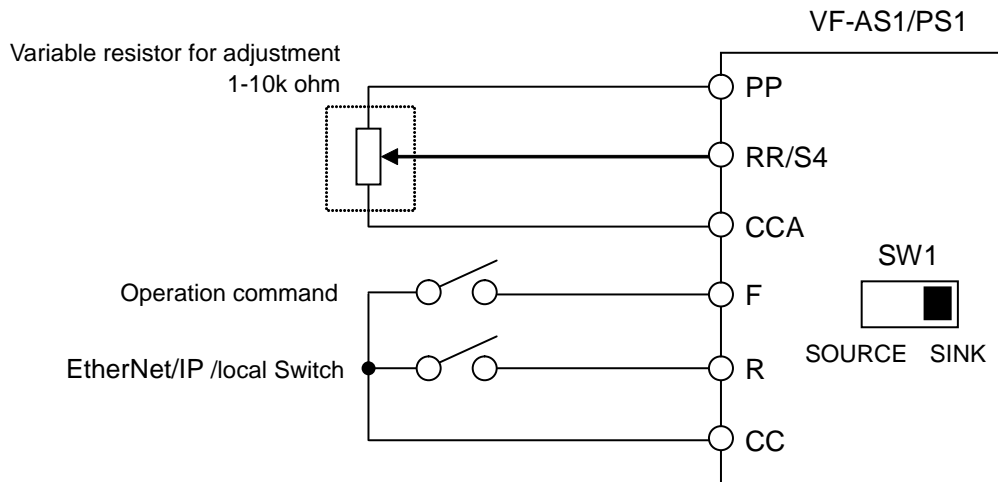 VF-AS1/PS1
Variable resistor for adjustment
1-10k ohm
PP
RR/S4
CCA
SW1
Operation command
F
SOURCE SINK
EtherNet/IP /local Switch
R
CC